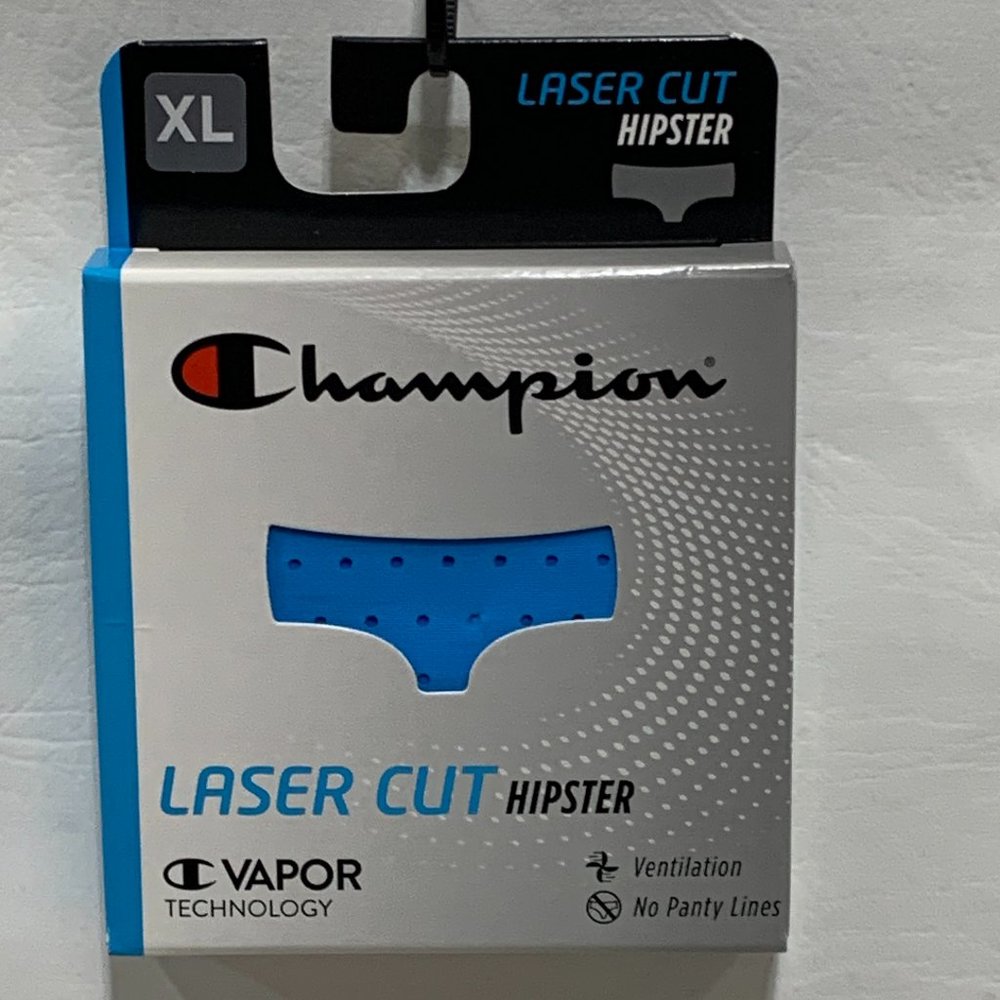 XL
LASER CUT
HIPSTER
Champion®
LASER CUT HIPSTER
C VAPOR
TECHNOLOGY
Ventilation
No Panty Lines